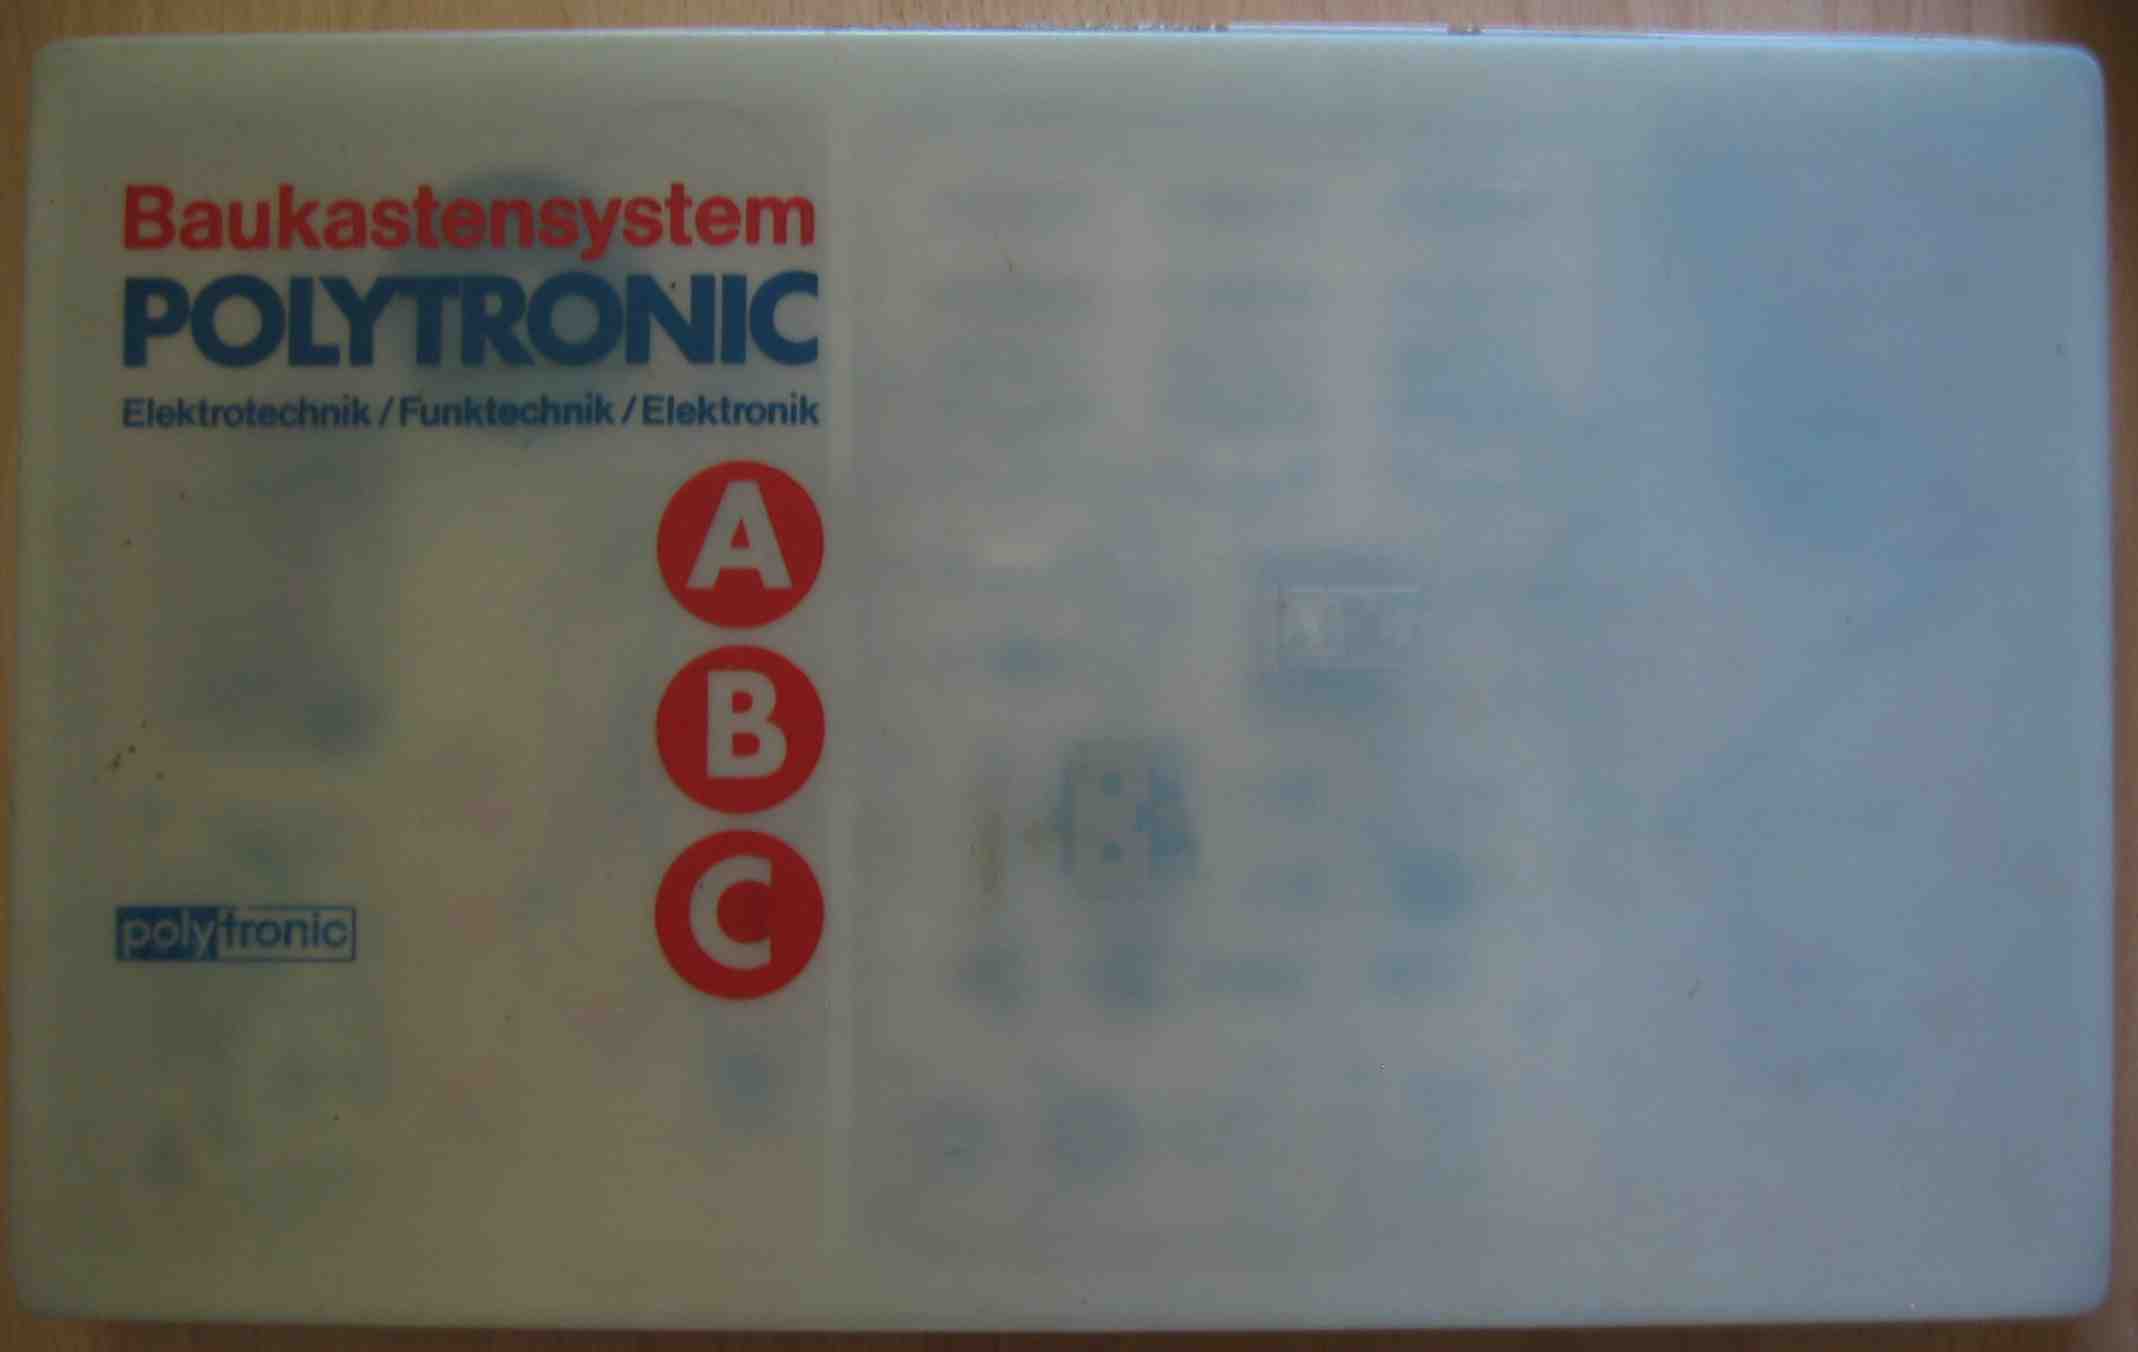 Baukastensystem
POLYTRONIC
Elektrotechnik / Funktechnik / Elektronik
A
B
C
polytronic